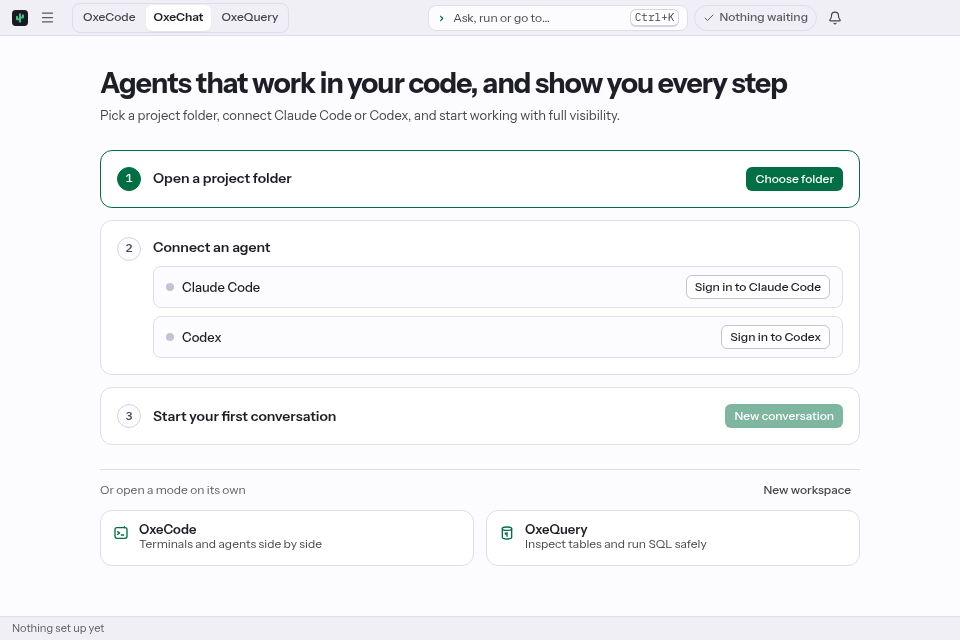 OxeCode
OxeChat
OxeQuery
Ask, run or go to...
Ctrl+K
Nothing waiting
Agents that work in your code, and show you every step
Pick a project folder, connect Claude Code or Codex, and start working with full visibility.
1
Open a project folder
Choose folder
2
Connect an agent
Claude Code
Sign in to Claude Code
Codex
Sign in to Codex
3
Start your first conversation
New conversation
Or open a mode on its own
New workspace
OxeCode
Terminals and agents side by side
OxeQuery
Inspect tables and run SQL safely
Nothing set up yet